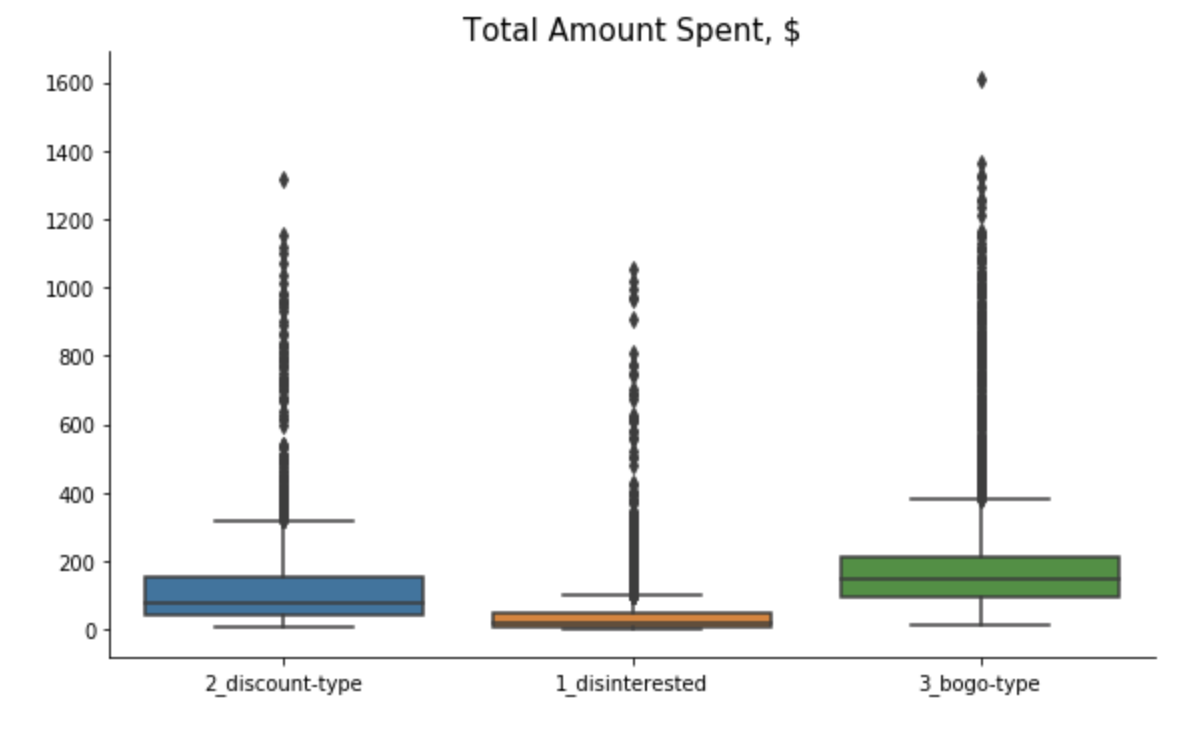 Total Amount Spent, $
1600
1400
1200
1000
800
600
400
200
0
2_discount-type
1_disinterested
3_bogo-type